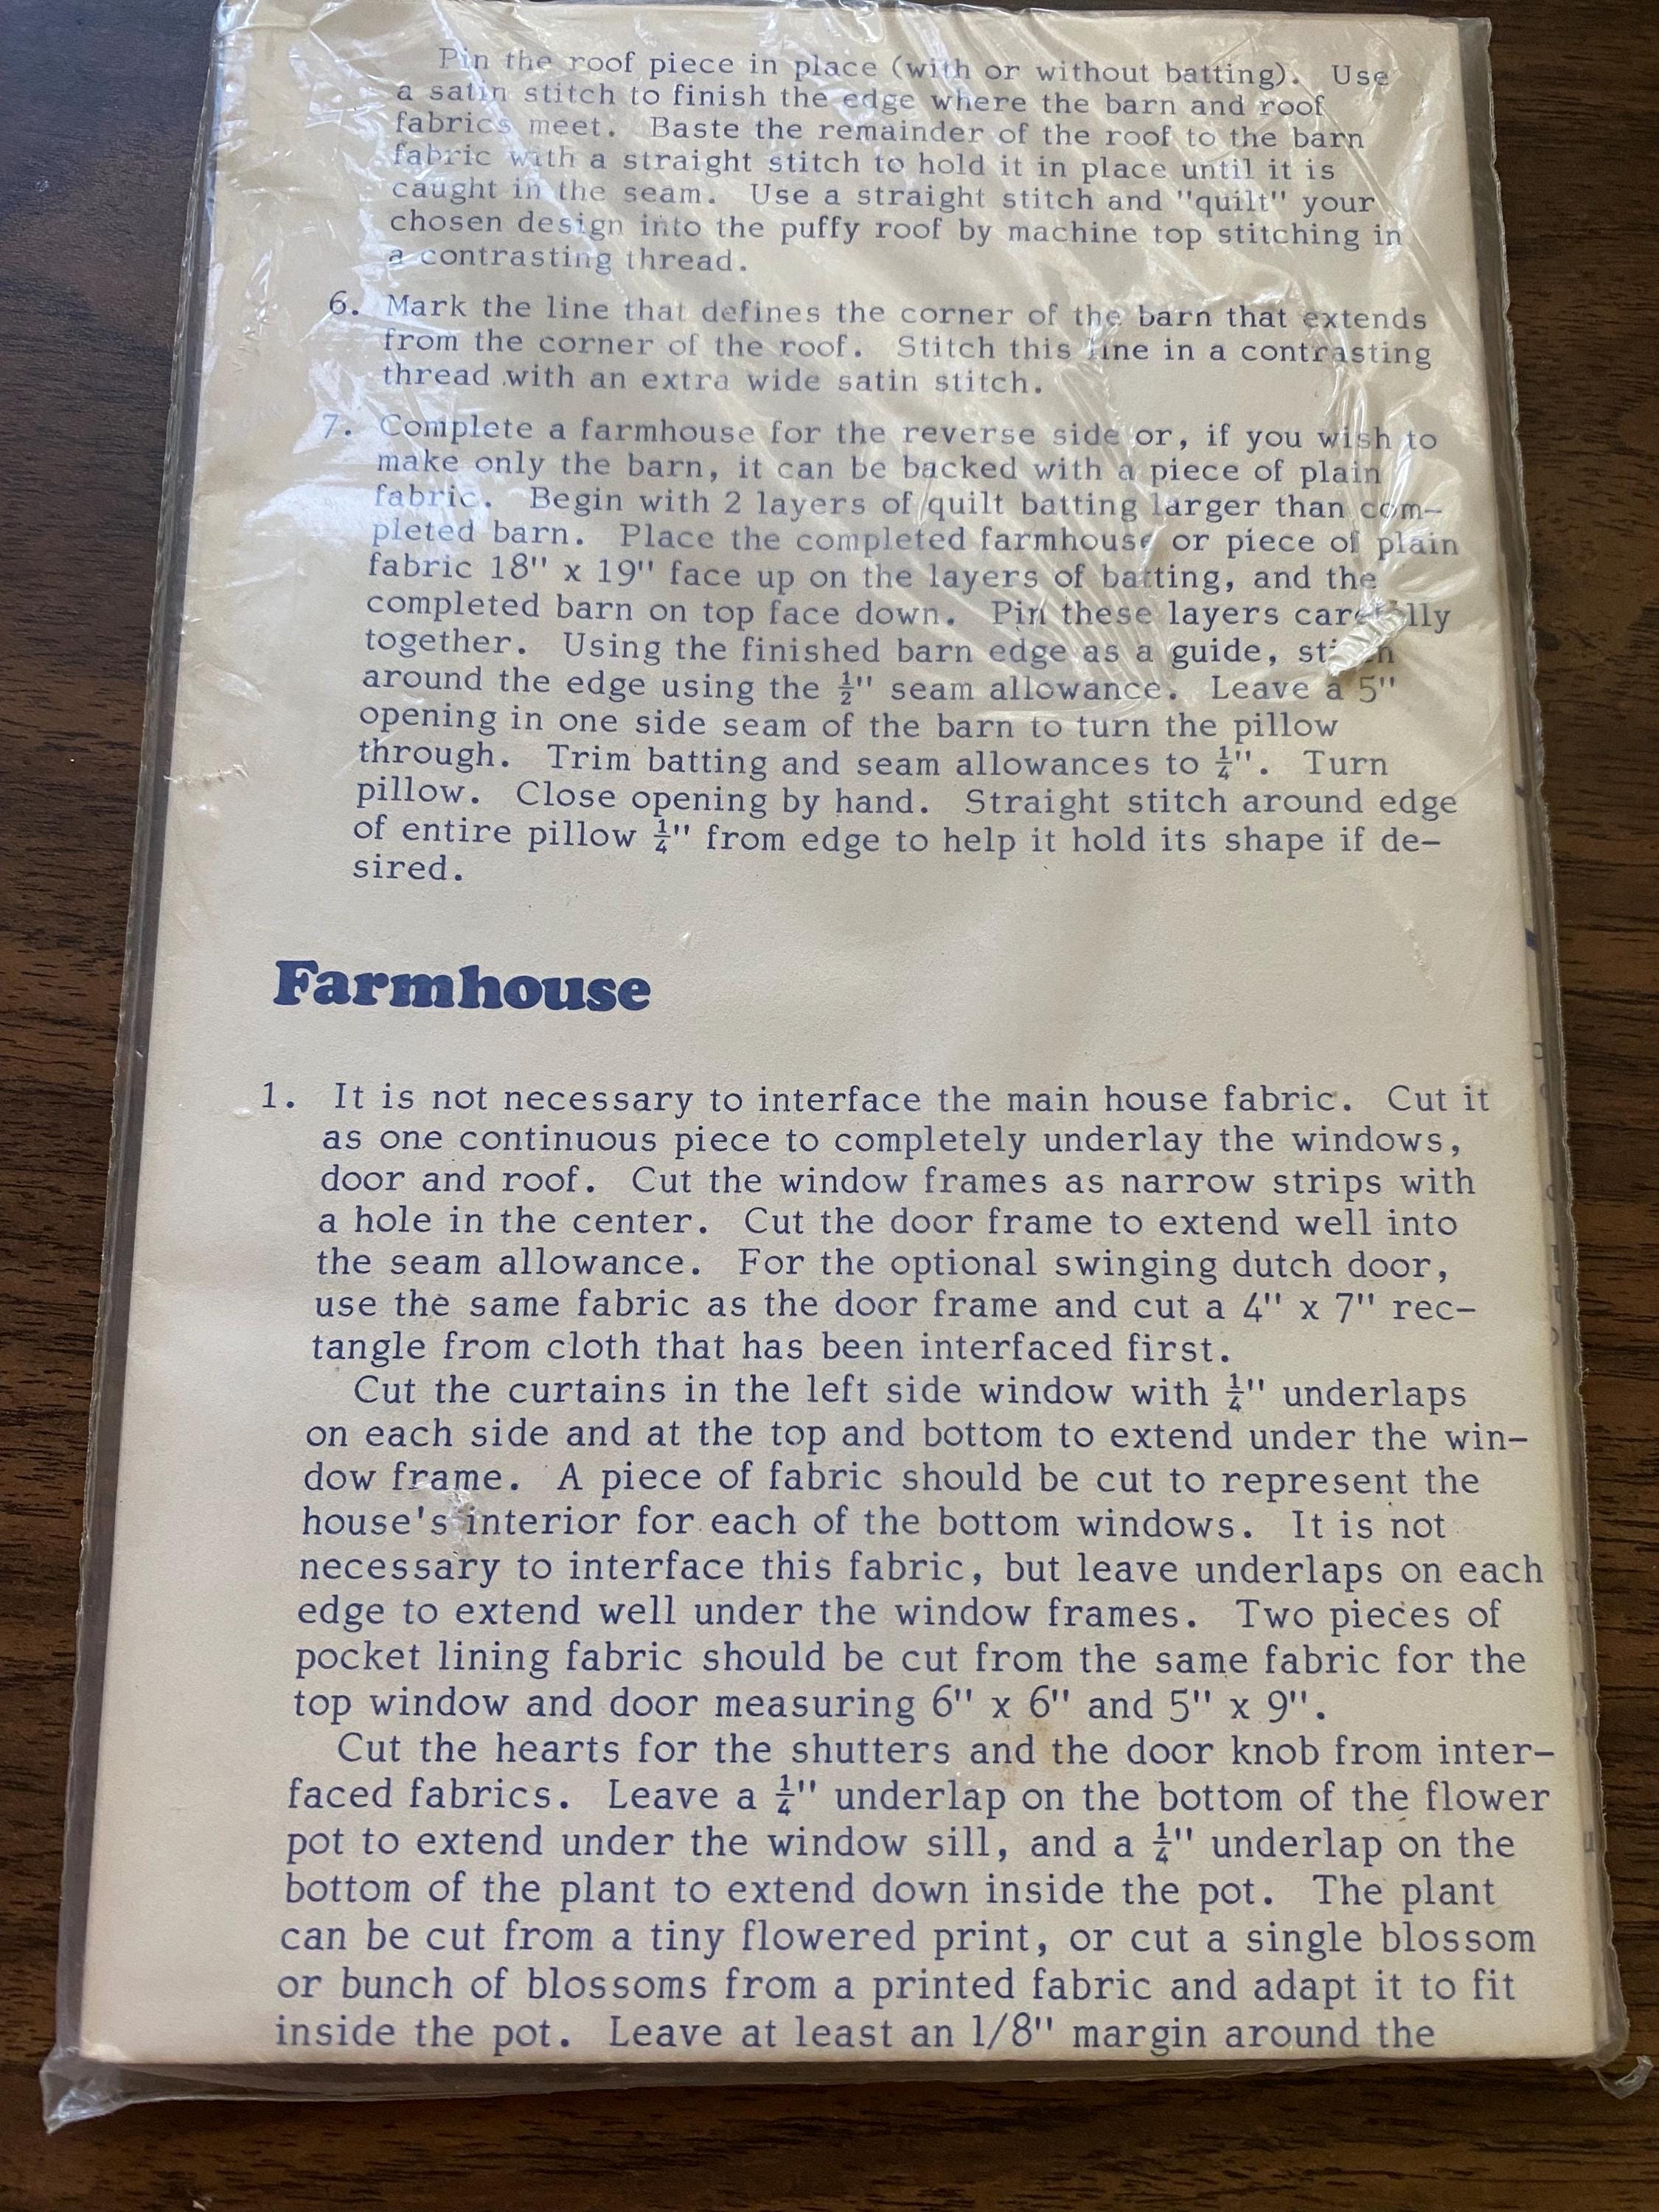 Pin the roof piece in place (with or without batting). Use
a satin stitch to finish the edge where the barn and roof
fabrics meet. Baste the remainder of the roof to the barn
fabric with a straight stitch to hold it in place until it is
caught in the seam. Use a straight stitch and "quilt" your
chosen design into the puffy roof by machine top stitching in
a contrasting thread.
6. Mark the line that defines the corner of the barn that extends
from the corner of the roof. Stitch this line in a contrasting
thread with an extra wide satin stitch.
7. Complete a farmhouse for the reverse side or, if you wish to
make only the barn, it can be backed with a piece of plain
fabric. Begin with 2 layers of quilt batting larger than com-
pleted barn. Place the completed farmhouse or piece of plain
fabric 18" x 19" face up on the layers of batting, and the
completed barn on top face down. Pin these layers carefully
together. Using the finished barn edge as a guide, stitch
around the edge using the ½" seam allowance. Leave a 5"
opening in one side seam of the barn to turn the pillow
through. Trim batting and seam allowances to ¼". Turn
pillow. Close opening by hand. Straight stitch around edge
of entire pillow ¼" from edge to help it hold its shape if de-
sired.
Farmhouse
1. It is not necessary to interface the main house fabric. Cut it
as one continuous piece to completely underlay the windows,
door and roof. Cut the window frames as narrow strips with
a hole in the center. Cut the door frame to extend well into
the seam allowance. For the optional swinging dutch door,
use the same fabric as the door frame and cut a 4" x 7" rec-
tangle from cloth that has been interfaced first.
Cut the curtains in the left side window with ¼" underlaps
on each side and at the top and bottom to extend under the win-
dow frame. A piece of fabric should be cut to represent the
house's interior for each of the bottom windows. It is not
necessary to interface this fabric, but leave underlaps on each
edge to extend well under the window frames. Two pieces of
pocket lining fabric should be cut from the same fabric for the
top window and door measuring 6" x 6" and 5" x 9".
Cut the hearts for the shutters and the door knob from inter-
faced fabrics. Leave a ¼" underlap on the bottom of the flower
pot to extend under the window sill, and a ¼" underlap on the
bottom of the plant to extend down inside the pot. The plant
can be cut from a tiny flowered print, or cut a single blossom
or bunch of blossoms from a printed fabric and adapt it to fit
inside the pot. Leave at least an 1/8" margin around the